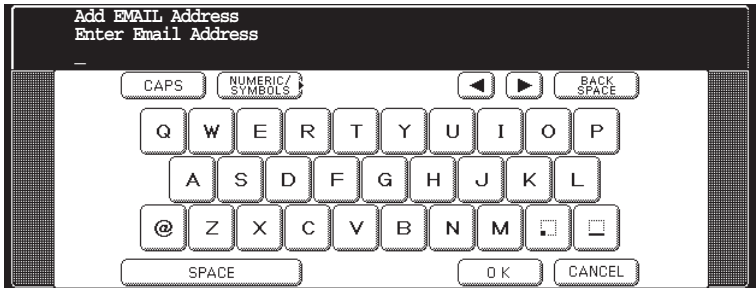 Add EMAIL Address
Enter Email Address
_
CAPS NUMERIC/ SYMBOLS BACK SPACE
Q W E R T Y U I O P
A S D F G H J K L
@ Z X C V B N M . _
SPACE OK CANCEL